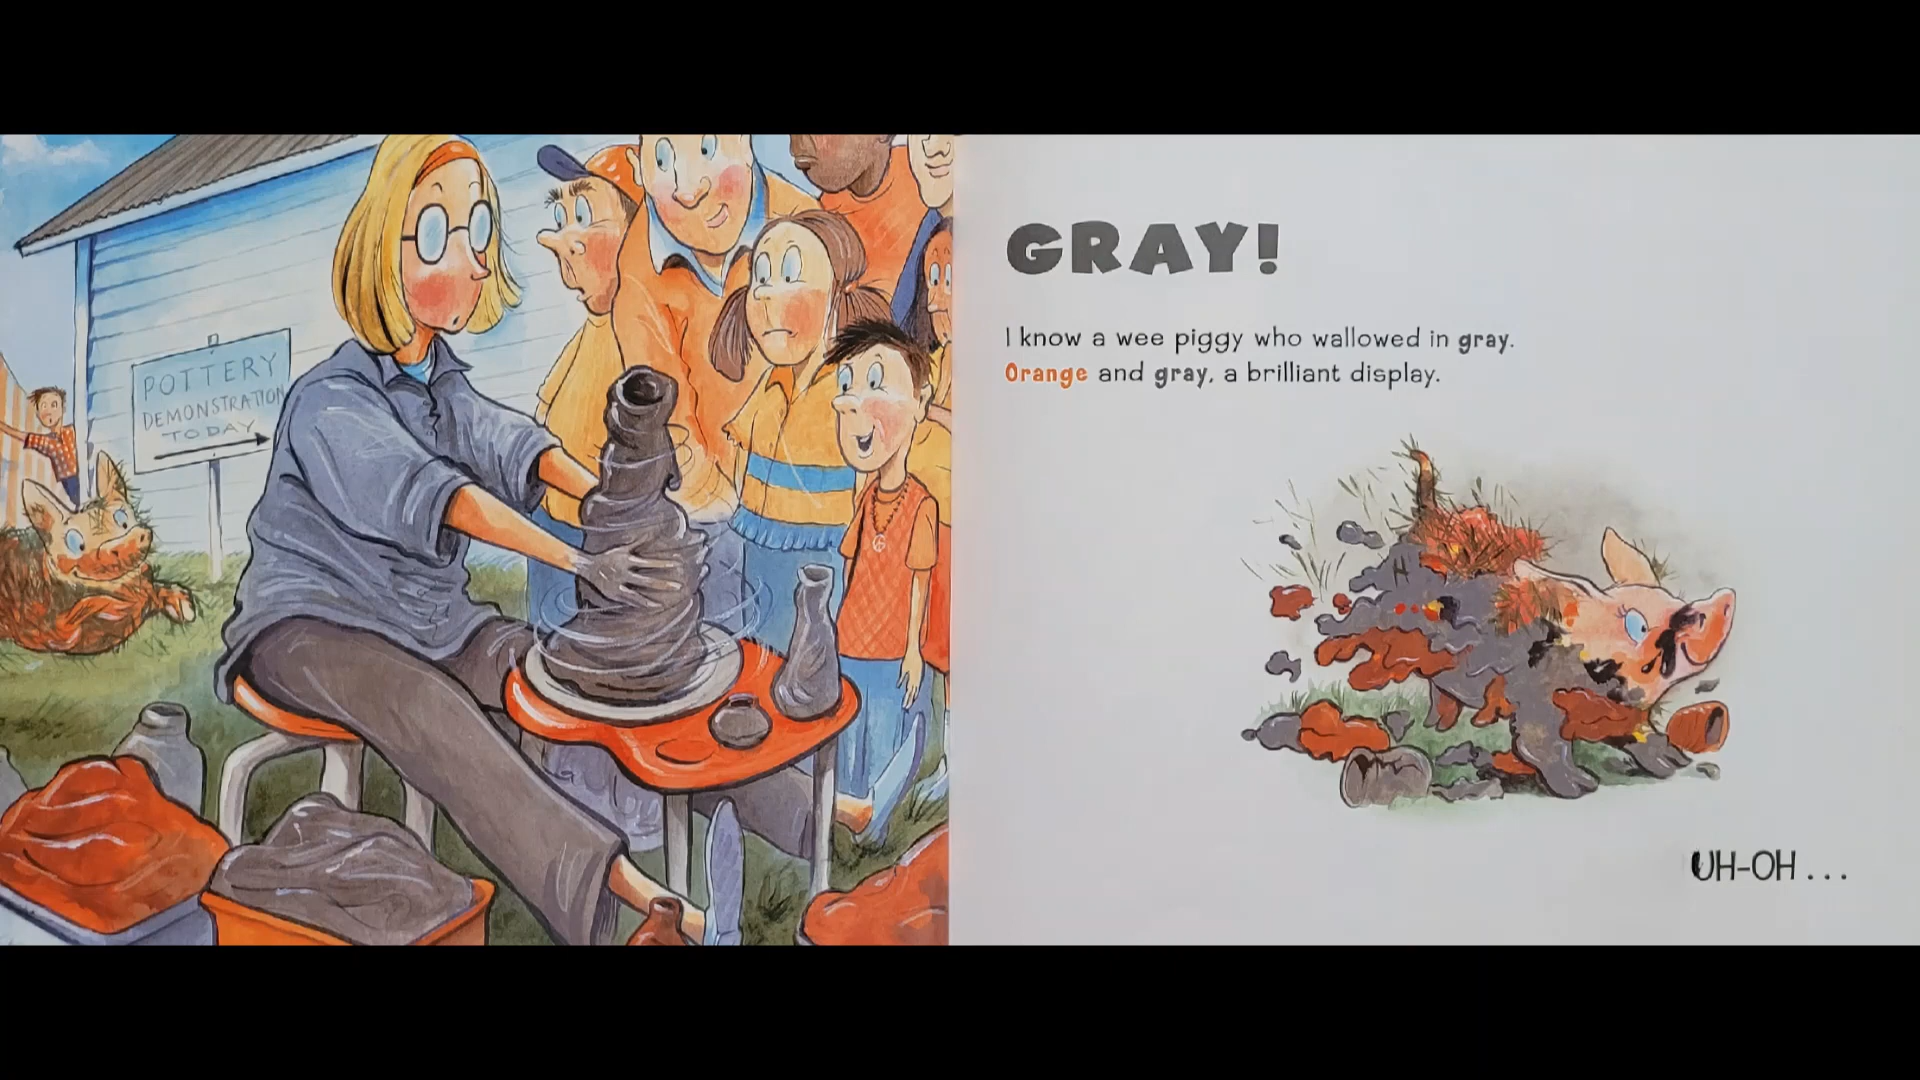 POTTERY
DEMONSTRATION
TODAY
GRAY!
I know a wee piggy who wallowed in gray.
Orange and gray, a brilliant display.
UH-OH...